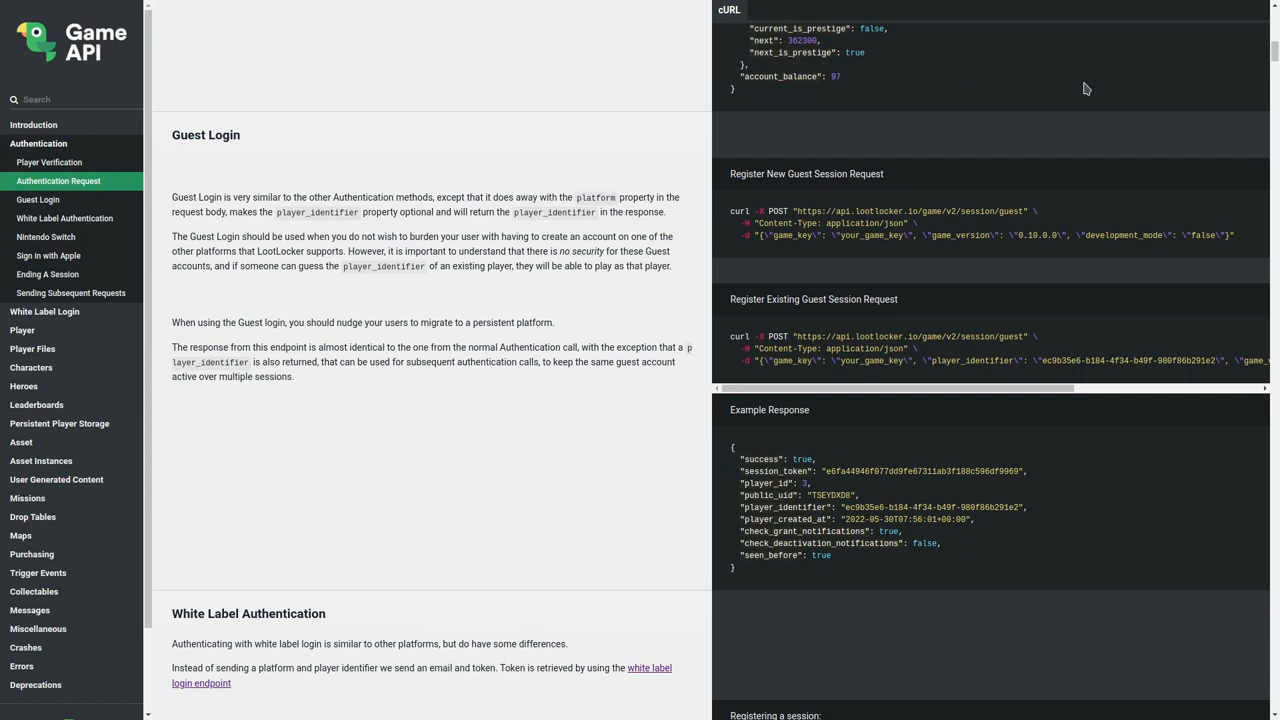 Game
API
Search
Introduction
Authentication
Player Verification
Authentication Request
Guest Login
White Label Authentication
Nintendo Switch
Sign in with Apple
Ending A Session
Sending Subsequent Requests
White Label Login
Player
Player Files
Characters
Heroes
Leaderboards
Persistent Player Storage
Asset
Asset Instances
User Generated Content
Missions
Drop Tables
Maps
Purchasing
Trigger Events
Collectables
Messages
Miscellaneous
Crashes
Errors
Deprecations
Guest Login
Guest Login is very similar to the other Authentication methods, except that it does away with the platform property in the
request body, makes the player_identifier property optional and will return the player_identifier in the response.
The Guest Login should be used when you do not wish to burden your user with having to create an account on one of the
other platforms that LootLocker supports. However, it is important to understand that there is no security for these Guest
accounts, and if someone can guess the player_identifier of an existing player, they will be able to play as that player.
When using the Guest login, you should nudge your users to migrate to a persistent platform.
The response from this endpoint is almost identical to the one from the normal Authentication call, with the exception that a p
layer_identifier is also returned, that can be used for subsequent authentication calls, to keep the same guest account
active over multiple sessions.
White Label Authentication
Authenticating with white label login is similar to other platforms, but do have some differences.
Instead of sending a platform and player identifier we send an email and token. Token is retrieved by using the white label
login endpoint
cURL
"current_is_prestige": false,
"next": 362300,
"next_is_prestige": true
},
"account_balance": 97
}
Register New Guest Session Request
curl -X POST "https://api.lootlocker.io/game/v2/session/guest" \
-H "Content-Type: application/json" \
-d "{\"game_key\": \"your_game_key\", \"game_version\": \"0.10.0.0\", \"development_mode\": \"false\"}"
Register Existing Guest Session Request
curl -X POST "https://api.lootlocker.io/game/v2/session/guest" \
-H "Content-Type: application/json" \
-d "{\"game_key\": \"your_game_key\", \"player_identifier\": \"ec9b35e6-b184-4f34-b49f-980f86b291e2\", \"game_v
Example Response
{
"success": true,
"session_token": "e6fa44946f077dd9fe67311ab3f188c596df9969",
"player_id": 3,
"public_uid": "TSEYDXD8",
"player_identifier": "ec9b35e6-b184-4f34-b49f-980f86b291e2",
"player_created_at": "2022-05-30T07:56:01+00:00",
"check_grant_notifications": true,
"check_deactivation_notifications": false,
"seen_before": true
}
Registering a session: